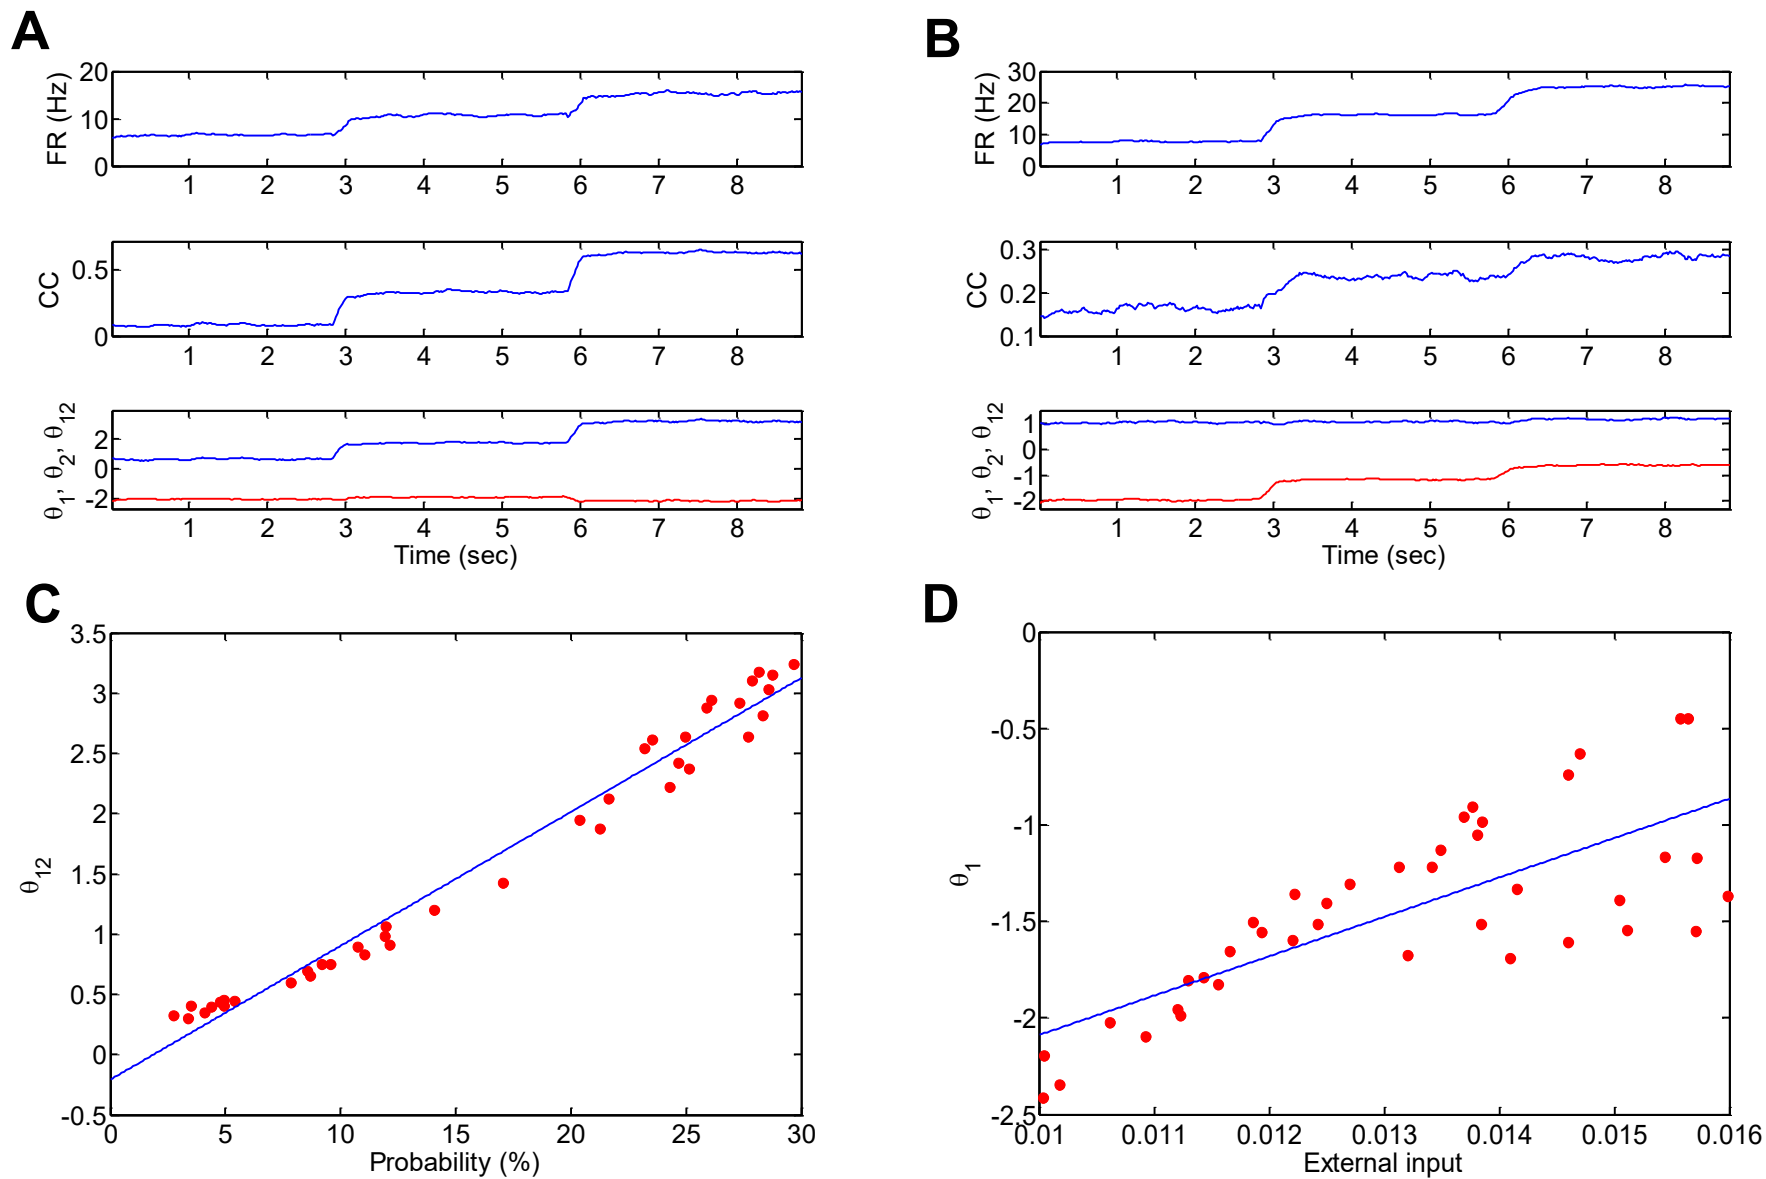 A
FR (Hz)
20
10
0
1 2 3 4 5 6 7 8
CC
0.5
0
1 2 3 4 5 6 7 8
θ1, θ2, θ12
2
0
-2
1 2 3 4 5 6 7 8
Time (sec)
B
FR (Hz)
30
20
10
0
1 2 3 4 5 6 7 8
CC
0.3
0.2
0.1
1 2 3 4 5 6 7 8
θ1, θ2, θ12
1
0
-1
-2
1 2 3 4 5 6 7 8
Time (sec)
C
θ12
3.5
3
2.5
2
1.5
1
0.5
0
-0.5
0 5 10 15 20 25 30
Probability (%)
D
θ1
0
-0.5
-1
-1.5
-2
-2.5
0.01 0.011 0.012 0.013 0.014 0.015 0.016
External input